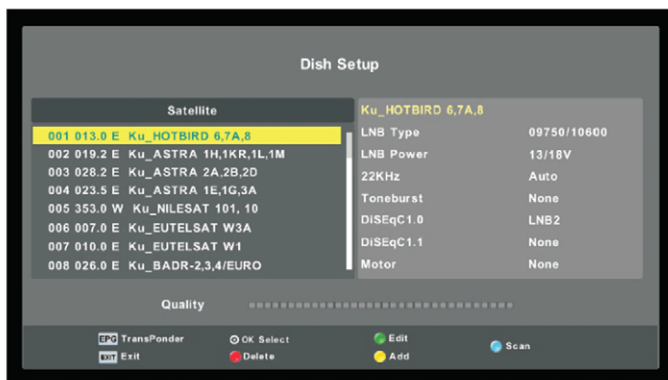 Dish Setup
Satellite
001 013.0 E Ku_HOTBIRD 6,7A,8
002 019.2 E Ku_ASTRA 1H,1KR,1L,1M
003 028.2 E Ku_ASTRA 2A,2B,2D
004 023.5 E Ku_ASTRA 1E,1G,3A
005 353.0 W Ku_NILESAT 101, 10
006 007.0 E Ku_EUTELSAT W3A
007 010.0 E Ku_EUTELSAT W1
008 026.0 E Ku_BADR-2,3,4/EURO
Ku_HOTBIRD 6,7A,8
LNB Type 09750/10600
LNB Power 13/18V
22KHz Auto
Toneburst None
DiSEqC1.0 LNB2
DiSEqC1.1 None
Motor None
Quality
EPG TransPonder OK Select Edit Scan
EXIT Exit Delete Add